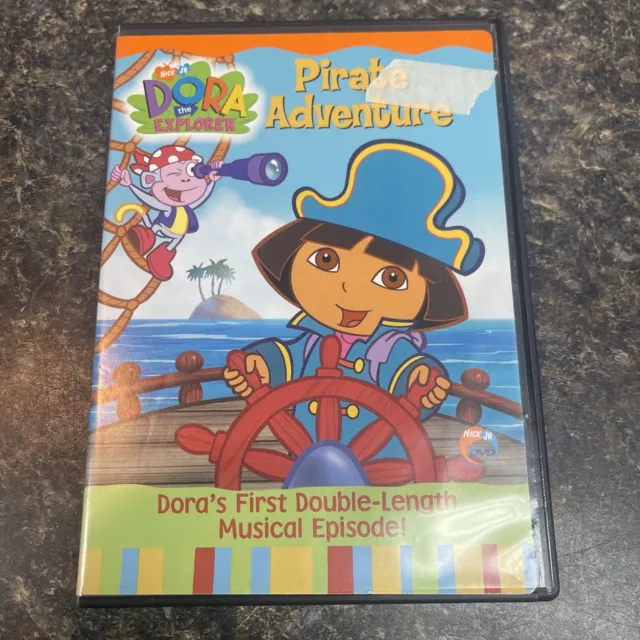 NICK JR
DORA
the
EXPLORER
Pirate
Adventure
NICK JR
DVD
Dora's First Double-Length
Musical Episode!